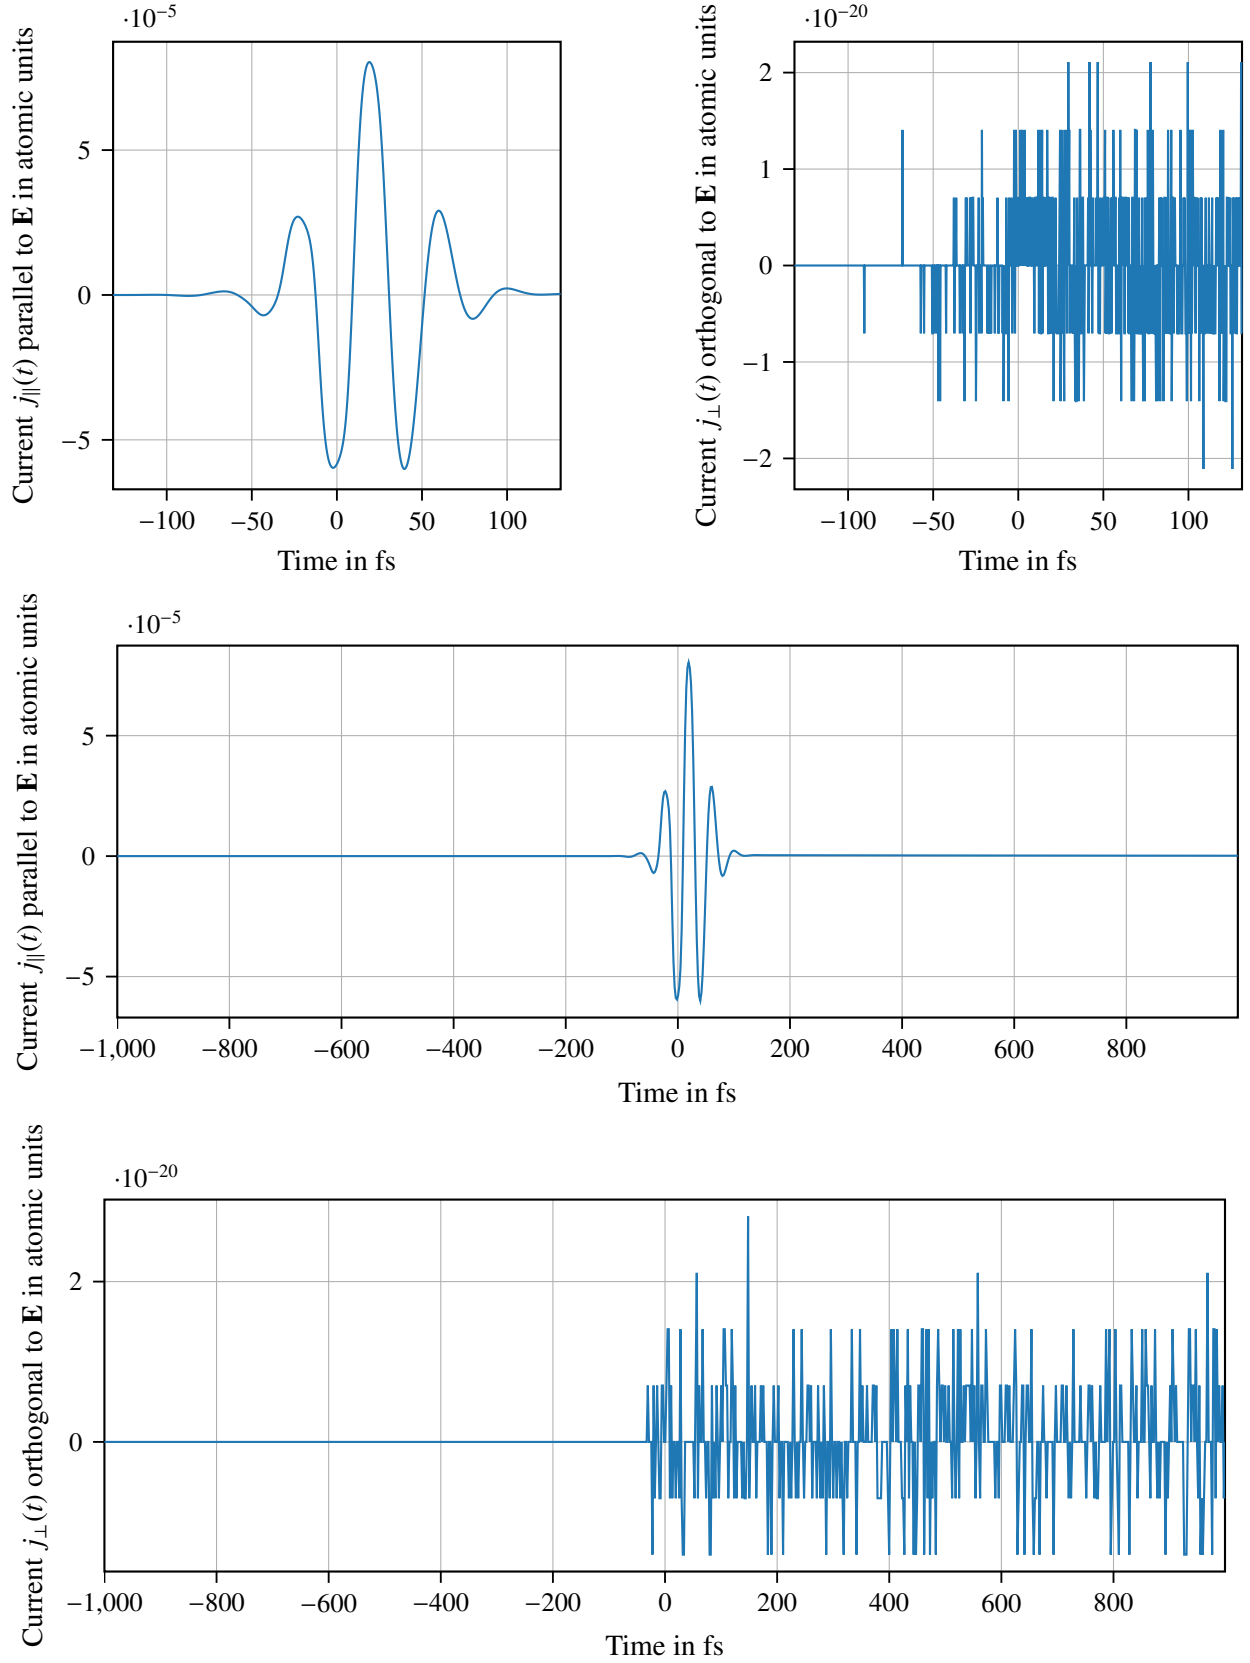 ·10⁻⁵
Current j∥(t) parallel to E in atomic units
5
0
−5
−100 −50 0 50 100
Time in fs
·10⁻²⁰
Current j⊥(t) orthogonal to E in atomic units
2
1
0
−1
−2
−100 −50 0 50 100
Time in fs
·10⁻⁵
Current j∥(t) parallel to E in atomic units
5
0
−5
−1,000 −800 −600 −400 −200 0 200 400 600 800
Time in fs
·10⁻²⁰
Current j⊥(t) orthogonal to E in atomic units
2
0
−1,000 −800 −600 −400 −200 0 200 400 600 800
Time in fs